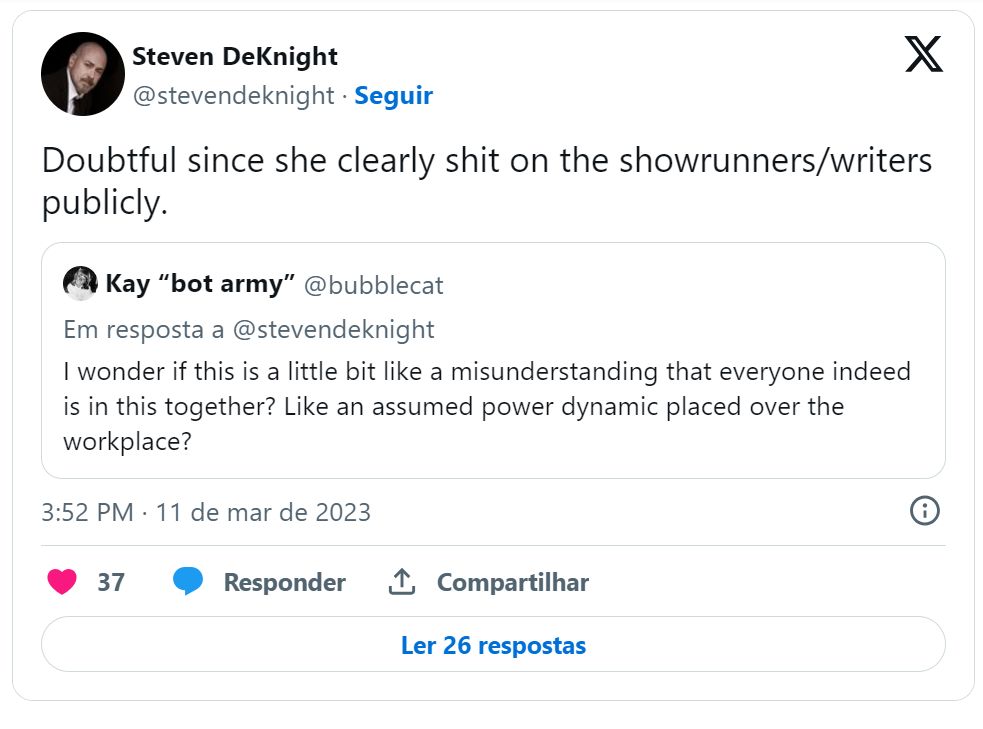 Steven DeKnight
@stevendeknight · Seguir
Doubtful since she clearly shit on the showrunners/writers
publicly.
Kay “bot army” @bubblecat
Em resposta a @stevendeknight
I wonder if this is a little bit like a misunderstanding that everyone indeed
is in this together? Like an assumed power dynamic placed over the
workplace?
3:52 PM · 11 de mar de 2023
37 Responder Compartilhar
Ler 26 respostas